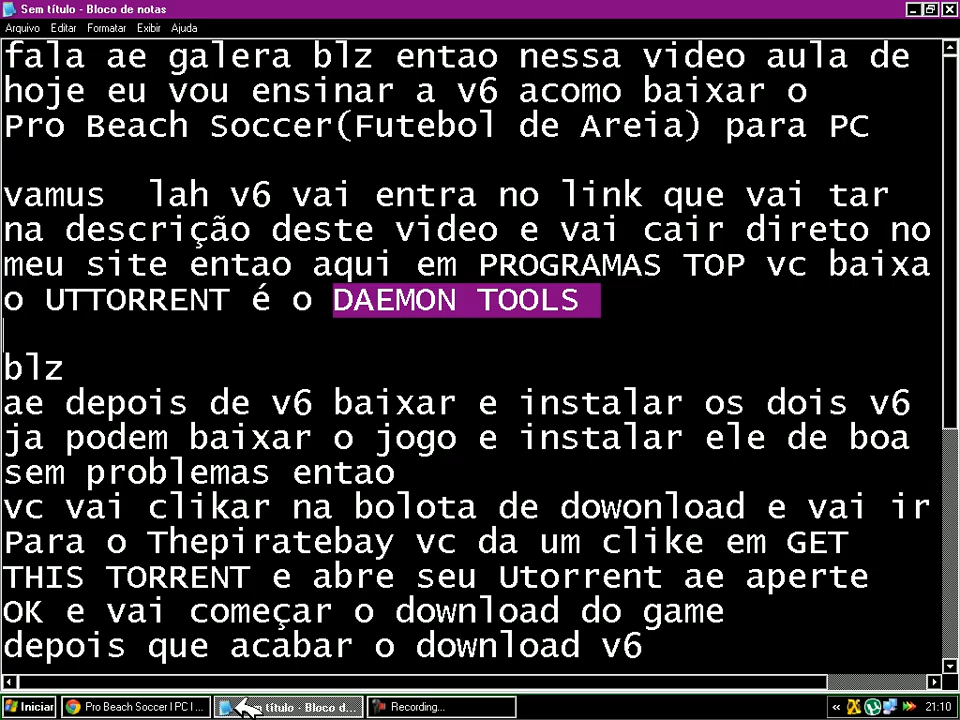 Sem título - Bloco de notas
Arquivo Editar Formatar Exibir Ajuda
fala ae galera blz entao nessa video aula de
hoje eu vou ensinar a v6 acomo baixar o
Pro Beach Soccer(Futebol de Areia) para PC
vamus lah v6 vai entra no link que vai tar
na descrição deste video e vai cair direto no
meu site entao aqui em PROGRAMAS TOP vc baixa
o UTTORRENT é o DAEMON TOOLS
blz
ae depois de v6 baixar e instalar os dois v6
ja podem baixar o jogo e instalar ele de boa
sem problemas entao
vc vai clikar na bolota de dowonload e vai ir
Para o Thepiratebay vc da um clike em GET
THIS TORRENT e abre seu Utorrent ae aperte
OK e vai começar o download do game
depois que acabar o download v6
Iniciar Pro Beach Soccer | PC | ... título - Bloco d... Recording... « 21:10